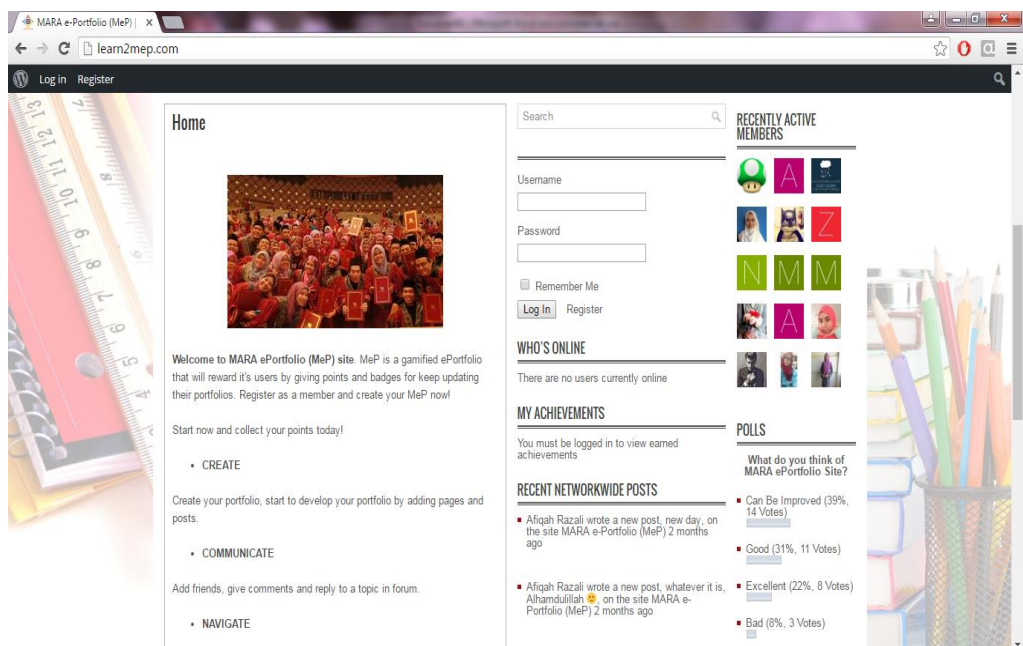 MARA e-Portfolio (MeP) |
learn2mep.com
Log in Register
Home
Welcome to MARA ePortfolio (MeP) site. MeP is a gamified ePortfolio
that will reward it's users by giving points and badges for keep updating
their portfolios. Register as a member and create your MeP now!
Start now and collect your points today!
• CREATE
Create your portfolio, start to develop your portfolio by adding pages and
posts.
• COMMUNICATE
Add friends, give comments and reply to a topic in forum.
• NAVIGATE
Search
Username
Password
Remember Me
Log In Register
WHO'S ONLINE
There are no users currently online
MY ACHIEVEMENTS
You must be logged in to view earned
achievements
RECENT NETWORKWIDE POSTS
Afiqah Razali wrote a new post, new day, on
the site MARA e-Portfolio (MeP) 2 months
ago
Afiqah Razali wrote a new post, whatever it is,
Alhamdulillah 🙂, on the site MARA e-
Portfolio (MeP) 2 months ago
RECENTLY ACTIVE
MEMBERS
A
Z
N M M
A
POLLS
What do you think of
MARA ePortfolio Site?
Can Be Improved (39%,
14 Votes)
Good (31%, 11 Votes)
Excellent (22%, 8 Votes)
Bad (8%, 3 Votes)